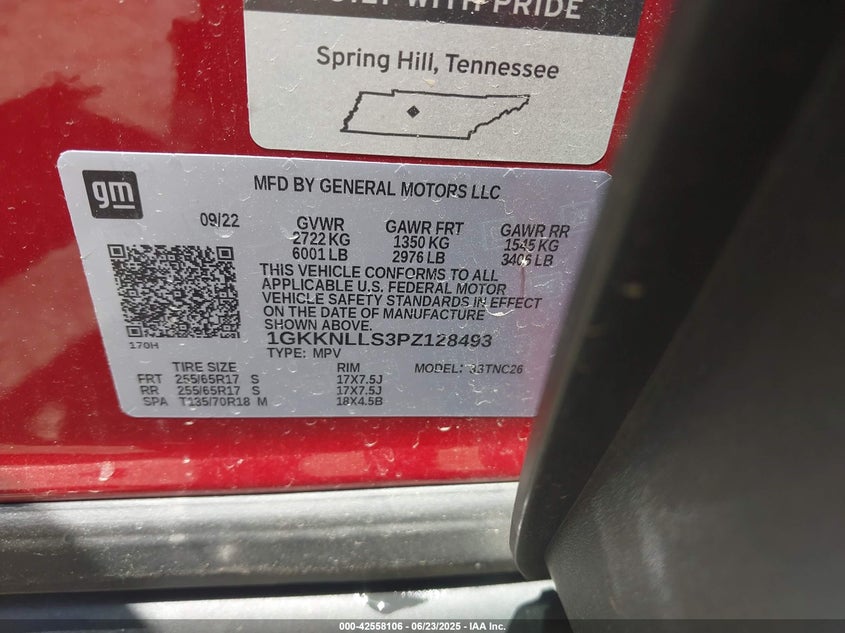 WITH PRIDE
Spring Hill, Tennessee
gm
MFD BY GENERAL MOTORS LLC
09/22 GVWR GAWR FRT GAWR RR
2722 KG 1350 KG 1545 KG
6001 LB 2976 LB 3406 LB
THIS VEHICLE CONFORMS TO ALL
APPLICABLE U.S. FEDERAL MOTOR
VEHICLE SAFETY STANDARDS IN EFFECT
ON THE DATE OF MANUFACTURE
SHOWN ABOVE.
1GKKNLLS3PZ128493
170H
TYPE: MPV
TIRE SIZE RIM MODEL: 33TNC26
FRT 255/65R17 S 17X7.5J
RR 255/65R17 S 17X7.5J
SPA T135/70R18 M 18X4.5B
000-42558106 - 06/23/2025 - IAA Inc.